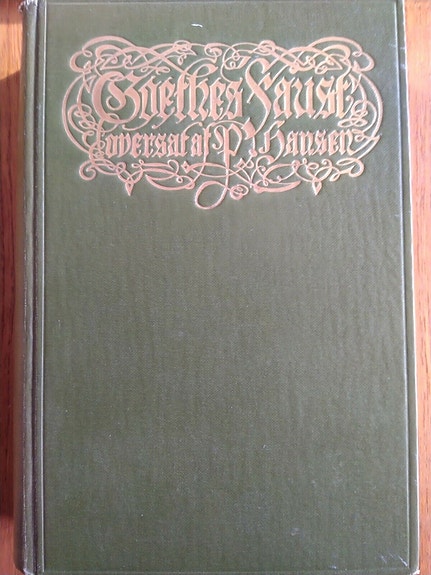 Goethes Faust
oversat af P. Hansen